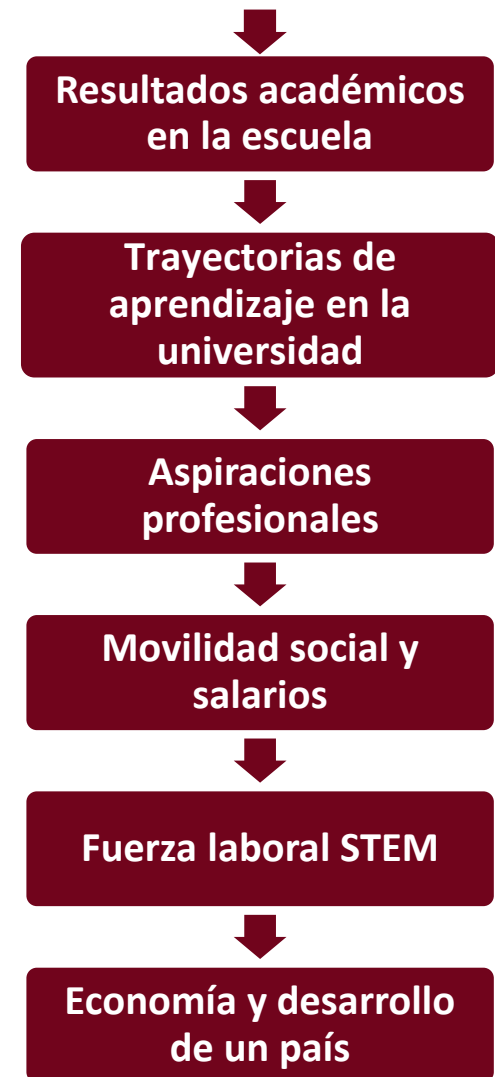 Resultados académicos
en la escuela
Trayectorias de
aprendizaje en la
universidad
Aspiraciones
profesionales
Movilidad social y
salarios
Fuerza laboral STEM
Economía y desarrollo
de un país